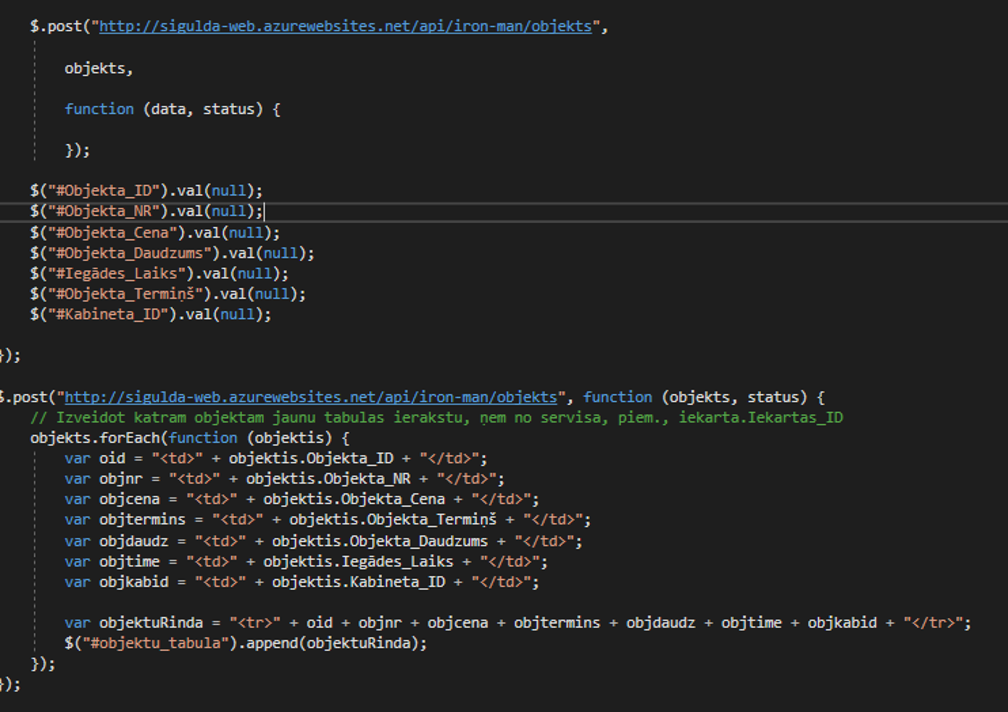 $.post("http://sigulda-web.azurewebsites.net/api/iron-man/objekts",
objekts,
function (data, status) {
});
$("#Objekta_ID").val(null);
$("#Objekta_NR").val(null);
$("#Objekta_Cena").val(null);
$("#Objekta_Daudzums").val(null);
$("#Iegādes_Laiks").val(null);
$("#Objekta_Termiņš").val(null);
$("#Kabineta_ID").val(null);
});
$.post("http://sigulda-web.azurewebsites.net/api/iron-man/objekts", function (objekts, status) {
// Izveidot katram objektam jaunu tabulas ierakstu, ņem no servisa, piem., iekarta.Iekartas_ID
objekts.forEach(function (objektis) {
var oid = "<td>" + objektis.Objekta_ID + "</td>";
var objnr = "<td>" + objektis.Objekta_NR + "</td>";
var objcena = "<td>" + objektis.Objekta_Cena + "</td>";
var objtermins = "<td>" + objektis.Objekta_Termiņš + "</td>";
var objdaudz = "<td>" + objektis.Objekta_Daudzums + "</td>";
var objtime = "<td>" + objektis.Iegādes_Laiks + "</td>";
var objkabid = "<td>" + objektis.Kabineta_ID + "</td>";
var objektuRinda = "<tr>" + oid + objnr + objcena + objtermins + objdaudz + objtime + objkabid + "</tr>";
$("#objektu_tabula").append(objektuRinda);
});
});